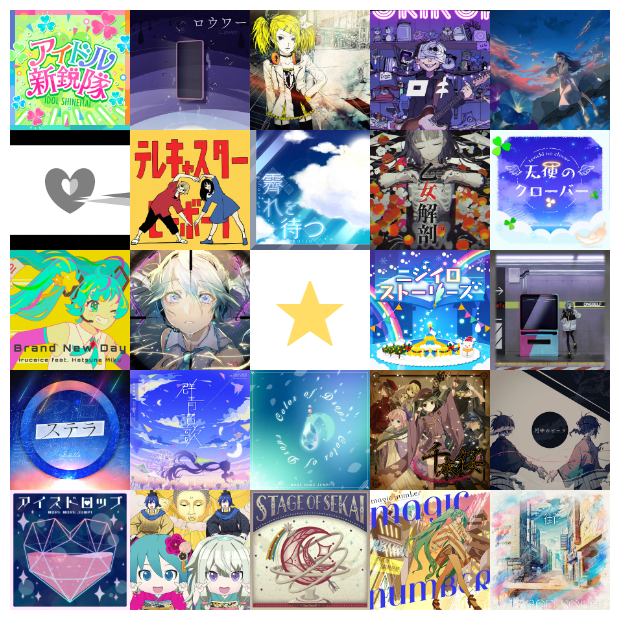 アイドル
新鋭隊
IDOL SHINEITAI
ロウワー
テレキャスター
ビーボーイ
霽れを
待つ
乙女解剖
天使の
クローバー
Brand New Day
irucaice feat. Hatsune Miku
ニジイロ
ストーリーズ
ステラ
群青讃歌
Color of Drops
Color of Drops
千本桜
アイスドロップ
MORE MORE JUMP!
STAGE OF SEKAI
magic number
magic
number